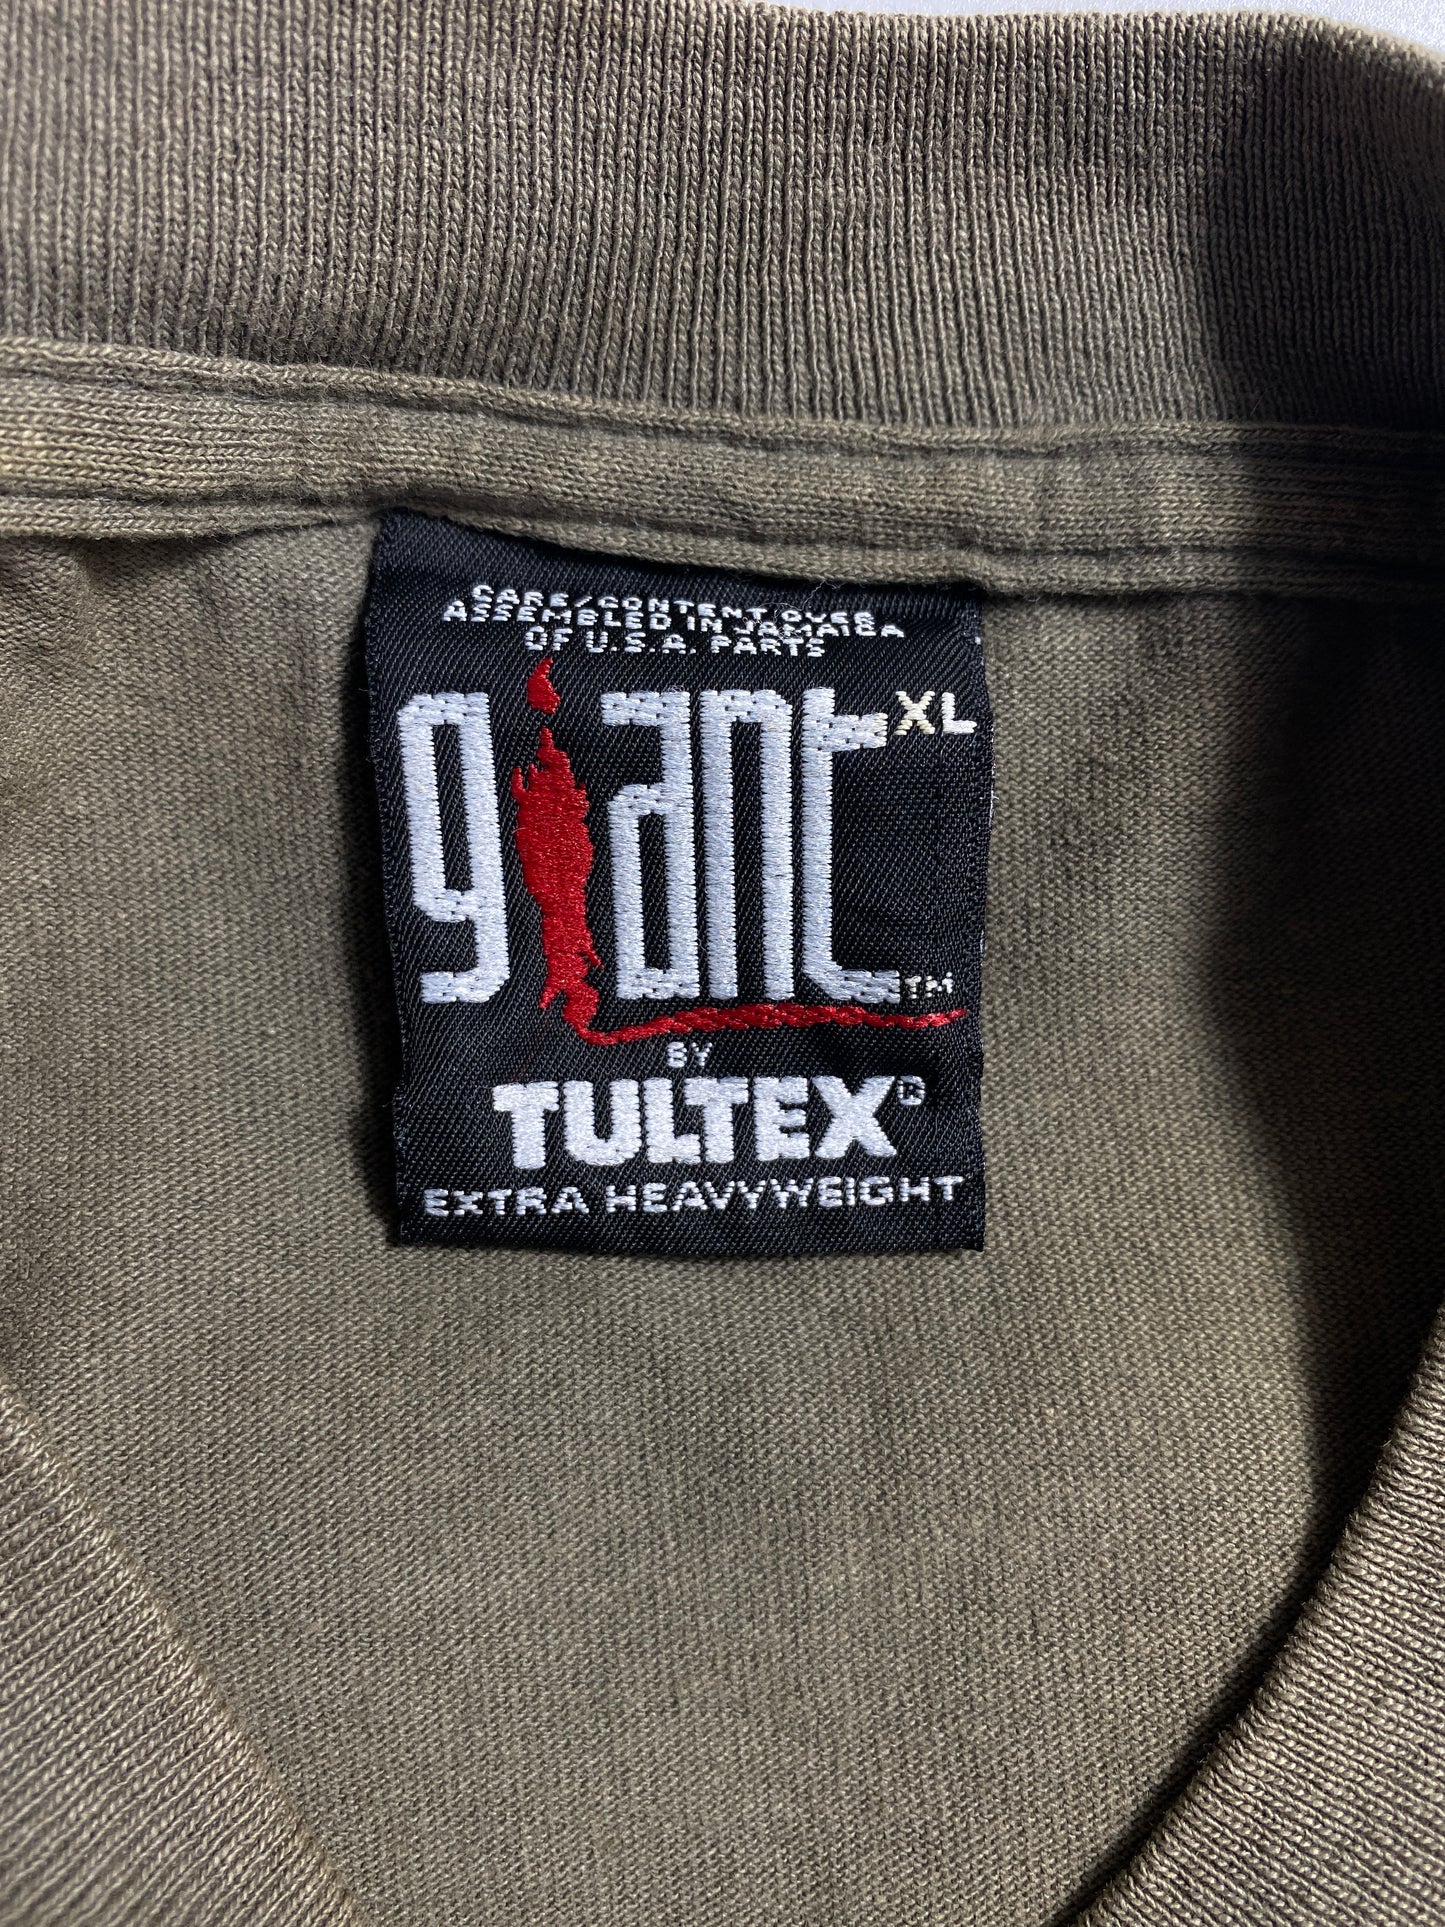 CARE/CONTENT OVER
ASSEMBLED IN JAMAICA
OF U.S.A. PARTS
giant XL
TM
BY
TULTEX®
EXTRA HEAVYWEIGHT